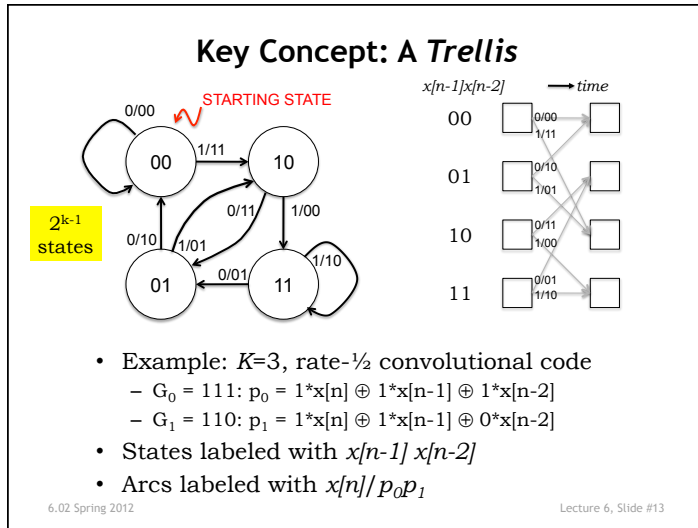 Key Concept: A Trellis
STARTING STATE
0/00
00
1/11
10
0/10
1/01
0/11
1/00
01
0/01
11
1/10
2^{k-1}
states
x[n-1]x[n-2]
time
00
0/00
1/11
01
0/10
1/01
10
0/11
1/00
11
0/01
1/10
• Example: K=3, rate-½ convolutional code
– G₀ = 111: p₀ = 1*x[n] ⊕ 1*x[n-1] ⊕ 1*x[n-2]
– G₁ = 110: p₁ = 1*x[n] ⊕ 1*x[n-1] ⊕ 0*x[n-2]
• States labeled with x[n-1] x[n-2]
• Arcs labeled with x[n]/p₀p₁
6.02 Spring 2012
Lecture 6, Slide #13